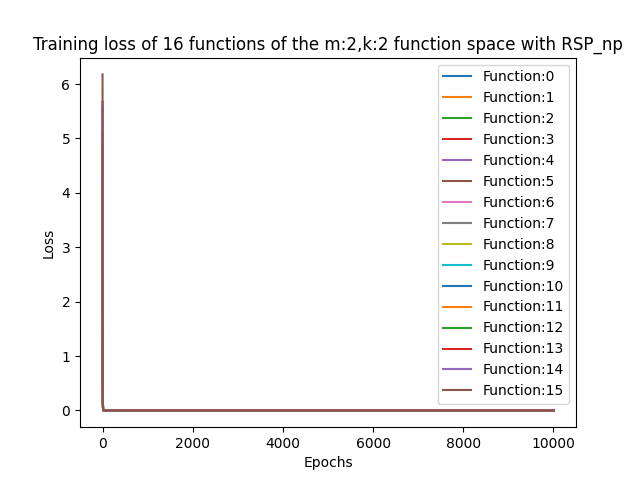 Training loss of 16 functions of the m:2,k:2 function space with RSP_np
Function:0
Function:1
Function:2
Function:3
Function:4
Function:5
Function:6
Function:7
Function:8
Function:9
Function:10
Function:11
Function:12
Function:13
Function:14
Function:15
6
5
4
3
2
1
0
Loss
0 2000 4000 6000 8000 10000
Epochs